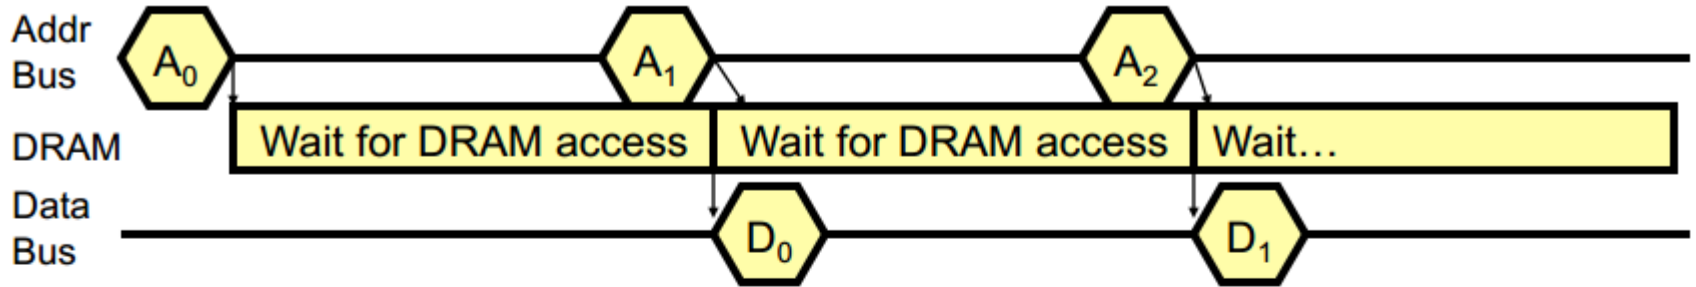 Addr
Bus
A₀
A₁
A₂
DRAM
Wait for DRAM access
Wait for DRAM access
Wait…
Data
Bus
D₀
D₁